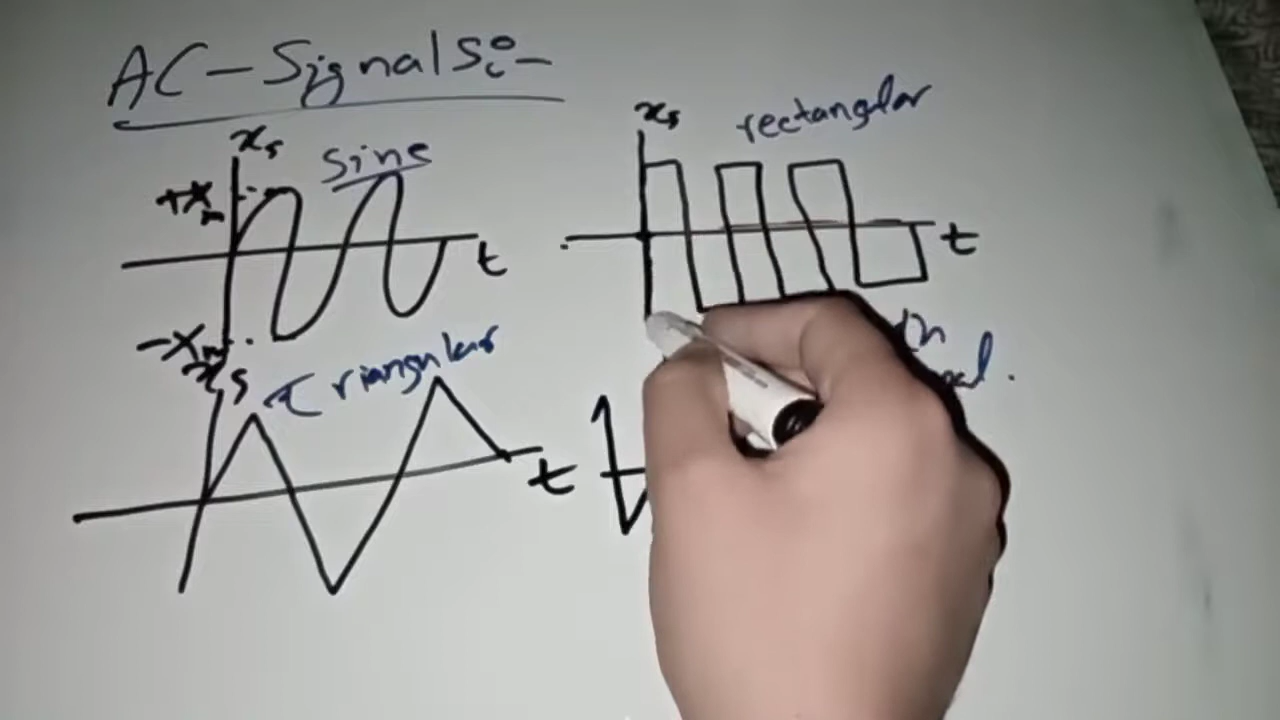 AC-Signals:-
xs
sine
+Xm
t
-Xm
xs
rectangular
t
xs
Triangular
t